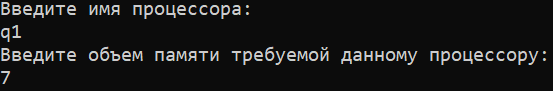 Введите имя процессора:
q1
Введите объем памяти требуемой данному процессору:
7